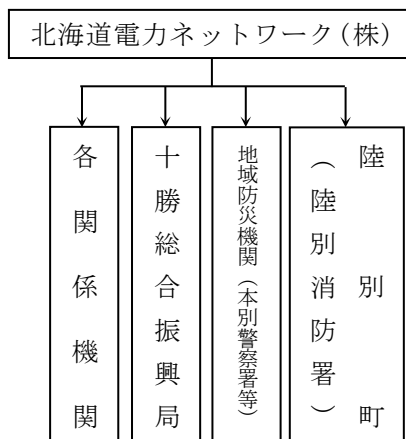 北海道電力ネットワーク(株)
各関係機関
十勝総合振興局
地域防災機関(本別警察署等)
陸別町
(陸別消防署)